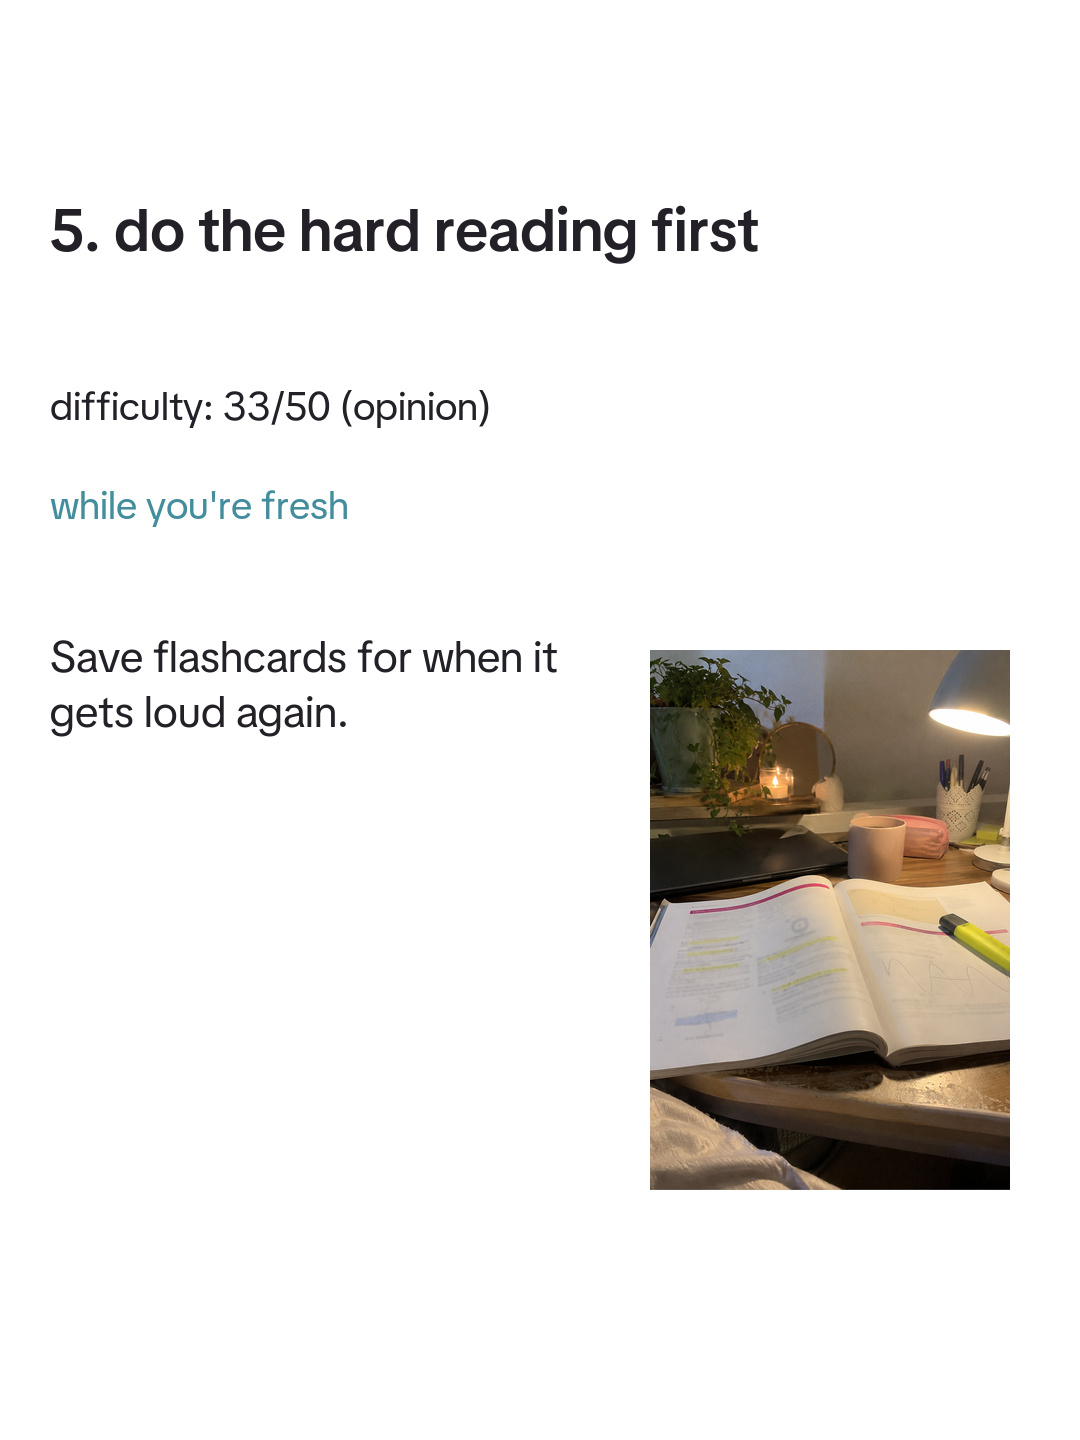 5. do the hard reading first
difficulty: 33/50 (opinion)
while you're fresh
Save flashcards for when it
gets loud again.